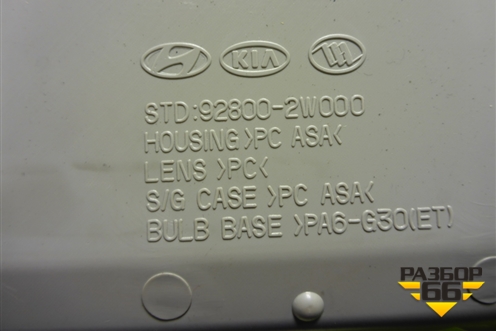 KIA
STD:92800-2W000
HOUSING >PC ASA<
LENS >PC<
S/G CASE >PC ASA<
BULB BASE >PA6-G30(ET)
РАЗБОР
66